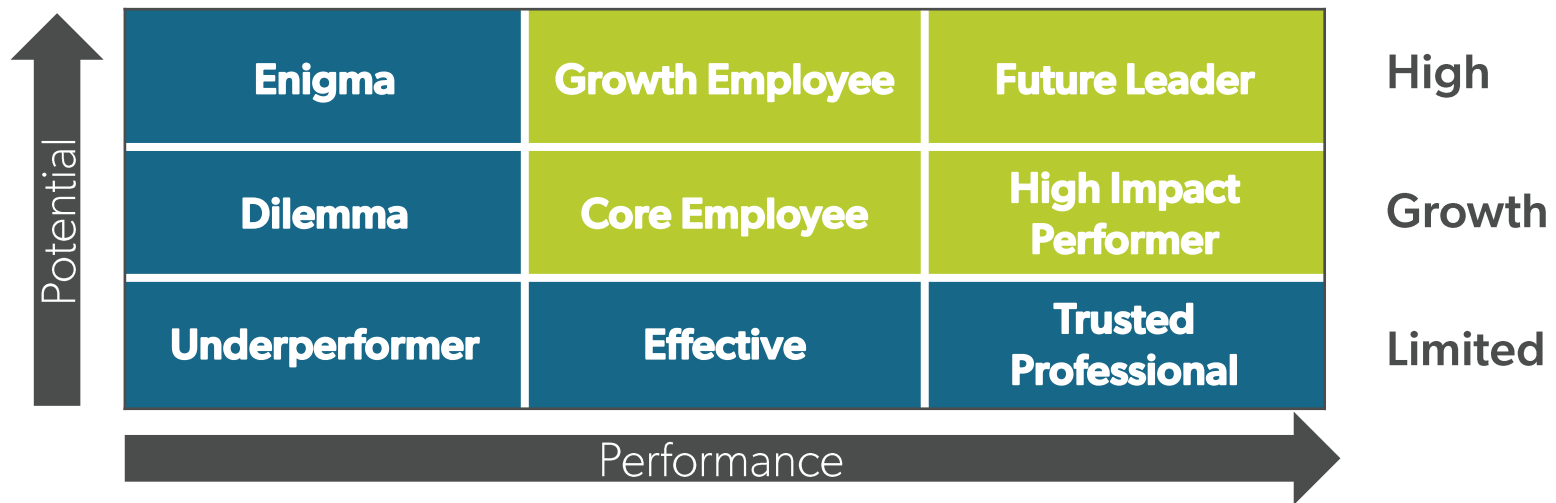 Enigma
Growth Employee
Future Leader
High
Dilemma
Core Employee
High Impact
Performer
Growth
Underperformer
Effective
Trusted
Professional
Limited
Potential
Performance